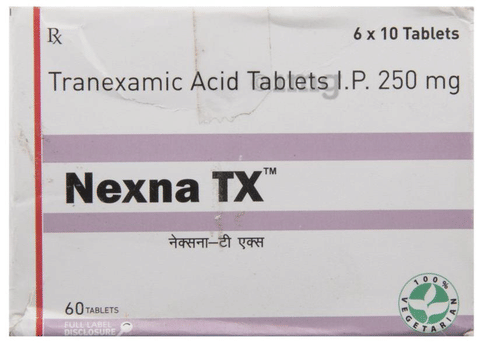 Rx 6 x 10 Tablets
Tranexamic Acid Tablets I.P. 250 mg
Nexna TX™
नेक्सना-टी एक्स
60 TABLETS
FULL LABEL
DISCLOSURE
100% VEGETARIAN